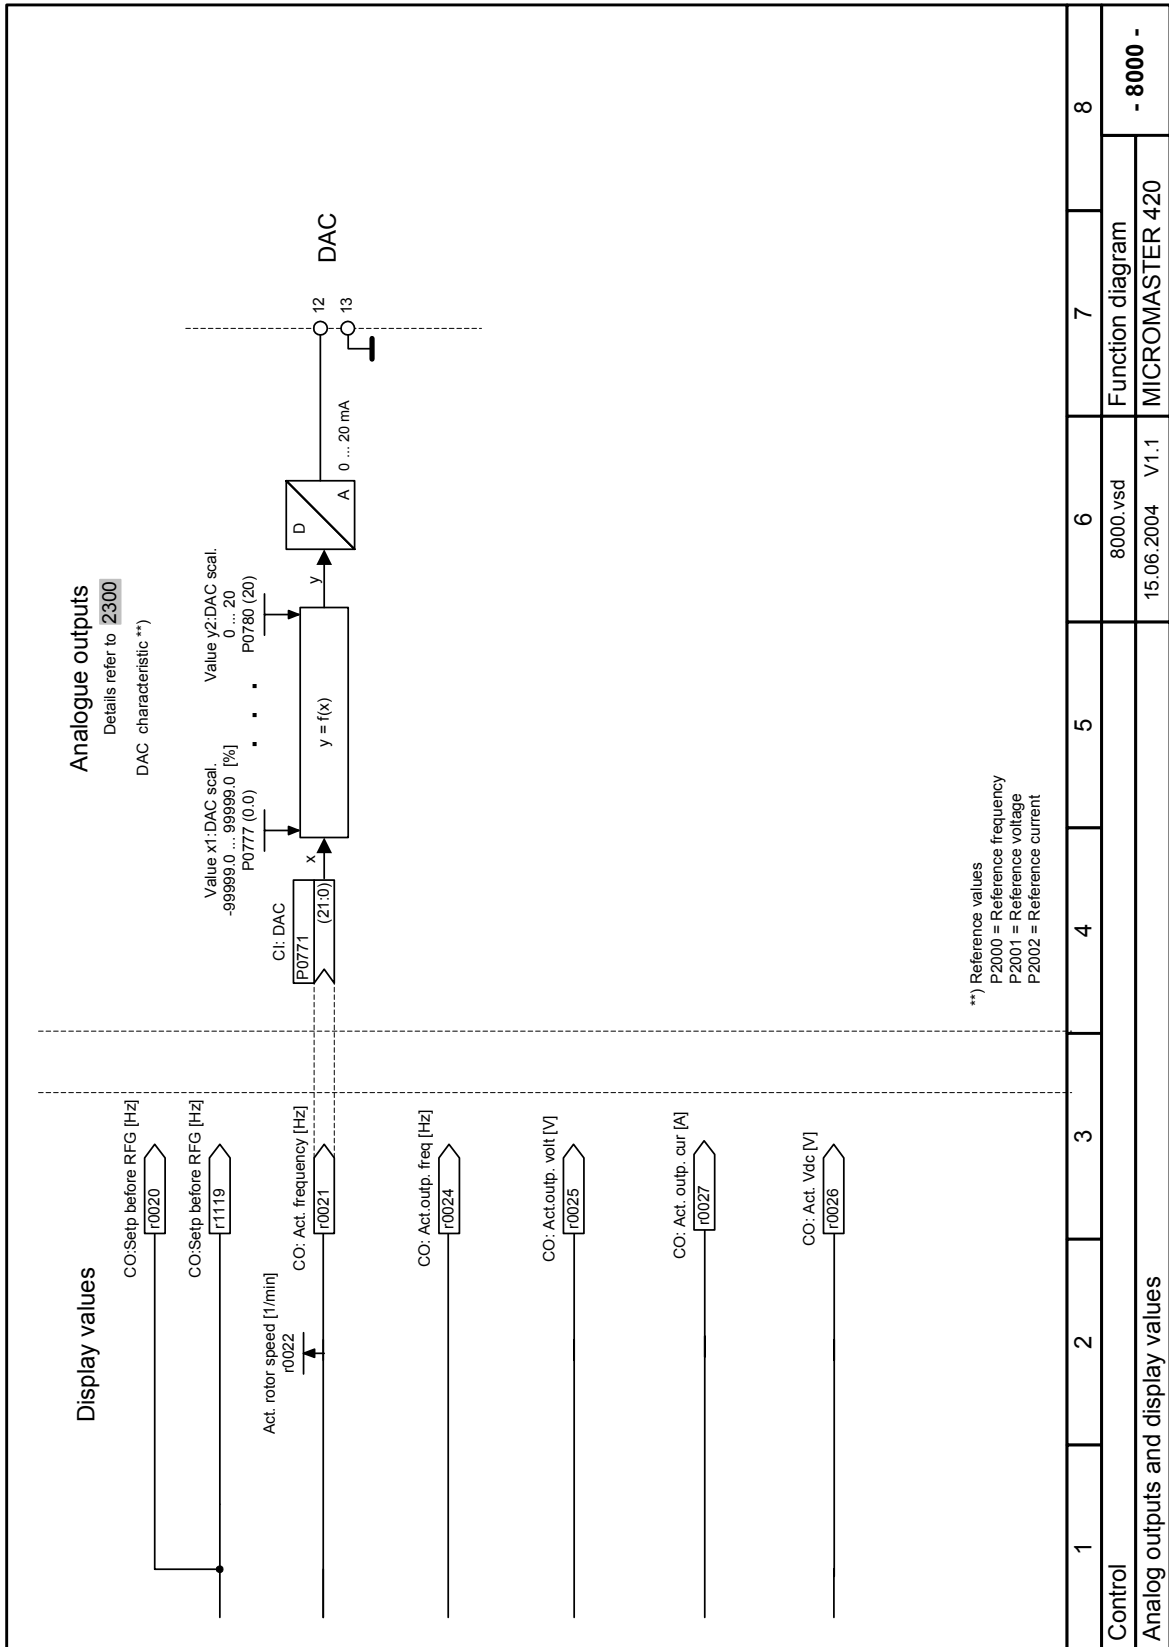 Display values
CO:Setp before RFG [Hz]
r0020
CO:Setp before RFG [Hz]
r1119
Act. rotor speed [1/min]
r0022
CO: Act. frequency [Hz]
r0021
CO: Act.outp. freq [Hz]
r0024
CO: Act.outp. volt [V]
r0025
CO: Act. outp. cur [A]
r0027
CO: Act. Vdc [V]
r0026
Analogue outputs
Details refer to 2300
DAC characteristic **)
Value x1:DAC scal.
-99999.0 ... 99999.0 [%]
P0777 (0.0)
. . .
Value y2:DAC scal.
0 ... 20
P0780 (20)
CI: DAC
P0771
(21:0)
x
y = f(x)
y
D
A
0 ... 20 mA
12
13
DAC
**) Reference values
P2000 = Reference frequency
P2001 = Reference voltage
P2002 = Reference current
1 2 3 4 5 6 7 8
Control
8000.vsd
Function diagram
- 8000 -
Analog outputs and display values
15.06.2004 V1.1
MICROMASTER 420